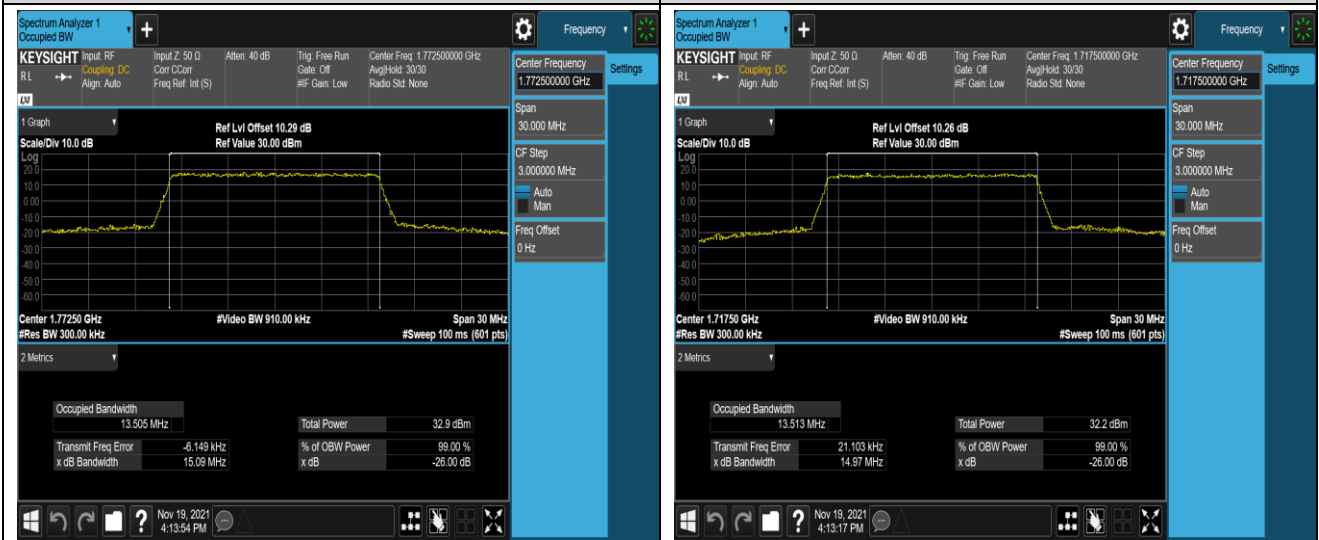 Spectrum Analyzer 1
Occupied BW
+
Frequency
KEYSIGHT
Input: RF
Coupling: DC
Align: Auto
Input Z: 50 Ω
Corr CCorr
Freq Ref: Int (S)
Atten: 40 dB
Trig: Free Run
Gate: Off
#IF Gain: Low
Center Freq: 1.772500000 GHz
Avg|Hold: 30/30
Radio Std: None
RL
LXI
Center Frequency
1.772500000 GHz
Settings
Span
30.000 MHz
CF Step
3.000000 MHz
Auto
Man
Freq Offset
0 Hz
1 Graph
Ref Lvl Offset 10.29 dB
Scale/Div 10.0 dB
Ref Value 30.00 dBm
Log
20.0
10.0
0.00
-10.0
-20.0
-30.0
-40.0
-50.0
-60.0
Center 1.77250 GHz
#Video BW 910.00 kHz
Span 30 MHz
#Res BW 300.00 kHz
#Sweep 100 ms (601 pts)
2 Metrics
Occupied Bandwidth
13.505 MHz
Total Power 32.9 dBm
Transmit Freq Error -6.149 kHz
% of OBW Power 99.00 %
x dB Bandwidth 15.09 MHz
x dB -26.00 dB
?
Nov 19, 2021
4:13:54 PM
Spectrum Analyzer 1
Occupied BW
+
Frequency
KEYSIGHT
Input: RF
Coupling: DC
Align: Auto
Input Z: 50 Ω
Corr CCorr
Freq Ref: Int (S)
Atten: 40 dB
Trig: Free Run
Gate: Off
#IF Gain: Low
Center Freq: 1.717500000 GHz
Avg|Hold: 30/30
Radio Std: None
RL
LXI
Center Frequency
1.717500000 GHz
Settings
Span
30.000 MHz
CF Step
3.000000 MHz
Auto
Man
Freq Offset
0 Hz
1 Graph
Ref Lvl Offset 10.26 dB
Scale/Div 10.0 dB
Ref Value 30.00 dBm
Log
20.0
10.0
0.00
-10.0
-20.0
-30.0
-40.0
-50.0
-60.0
Center 1.71750 GHz
#Video BW 910.00 kHz
Span 30 MHz
#Res BW 300.00 kHz
#Sweep 100 ms (601 pts)
2 Metrics
Occupied Bandwidth
13.513 MHz
Total Power 32.2 dBm
Transmit Freq Error 21.103 kHz
% of OBW Power 99.00 %
x dB Bandwidth 14.97 MHz
x dB -26.00 dB
?
Nov 19, 2021
4:13:17 PM